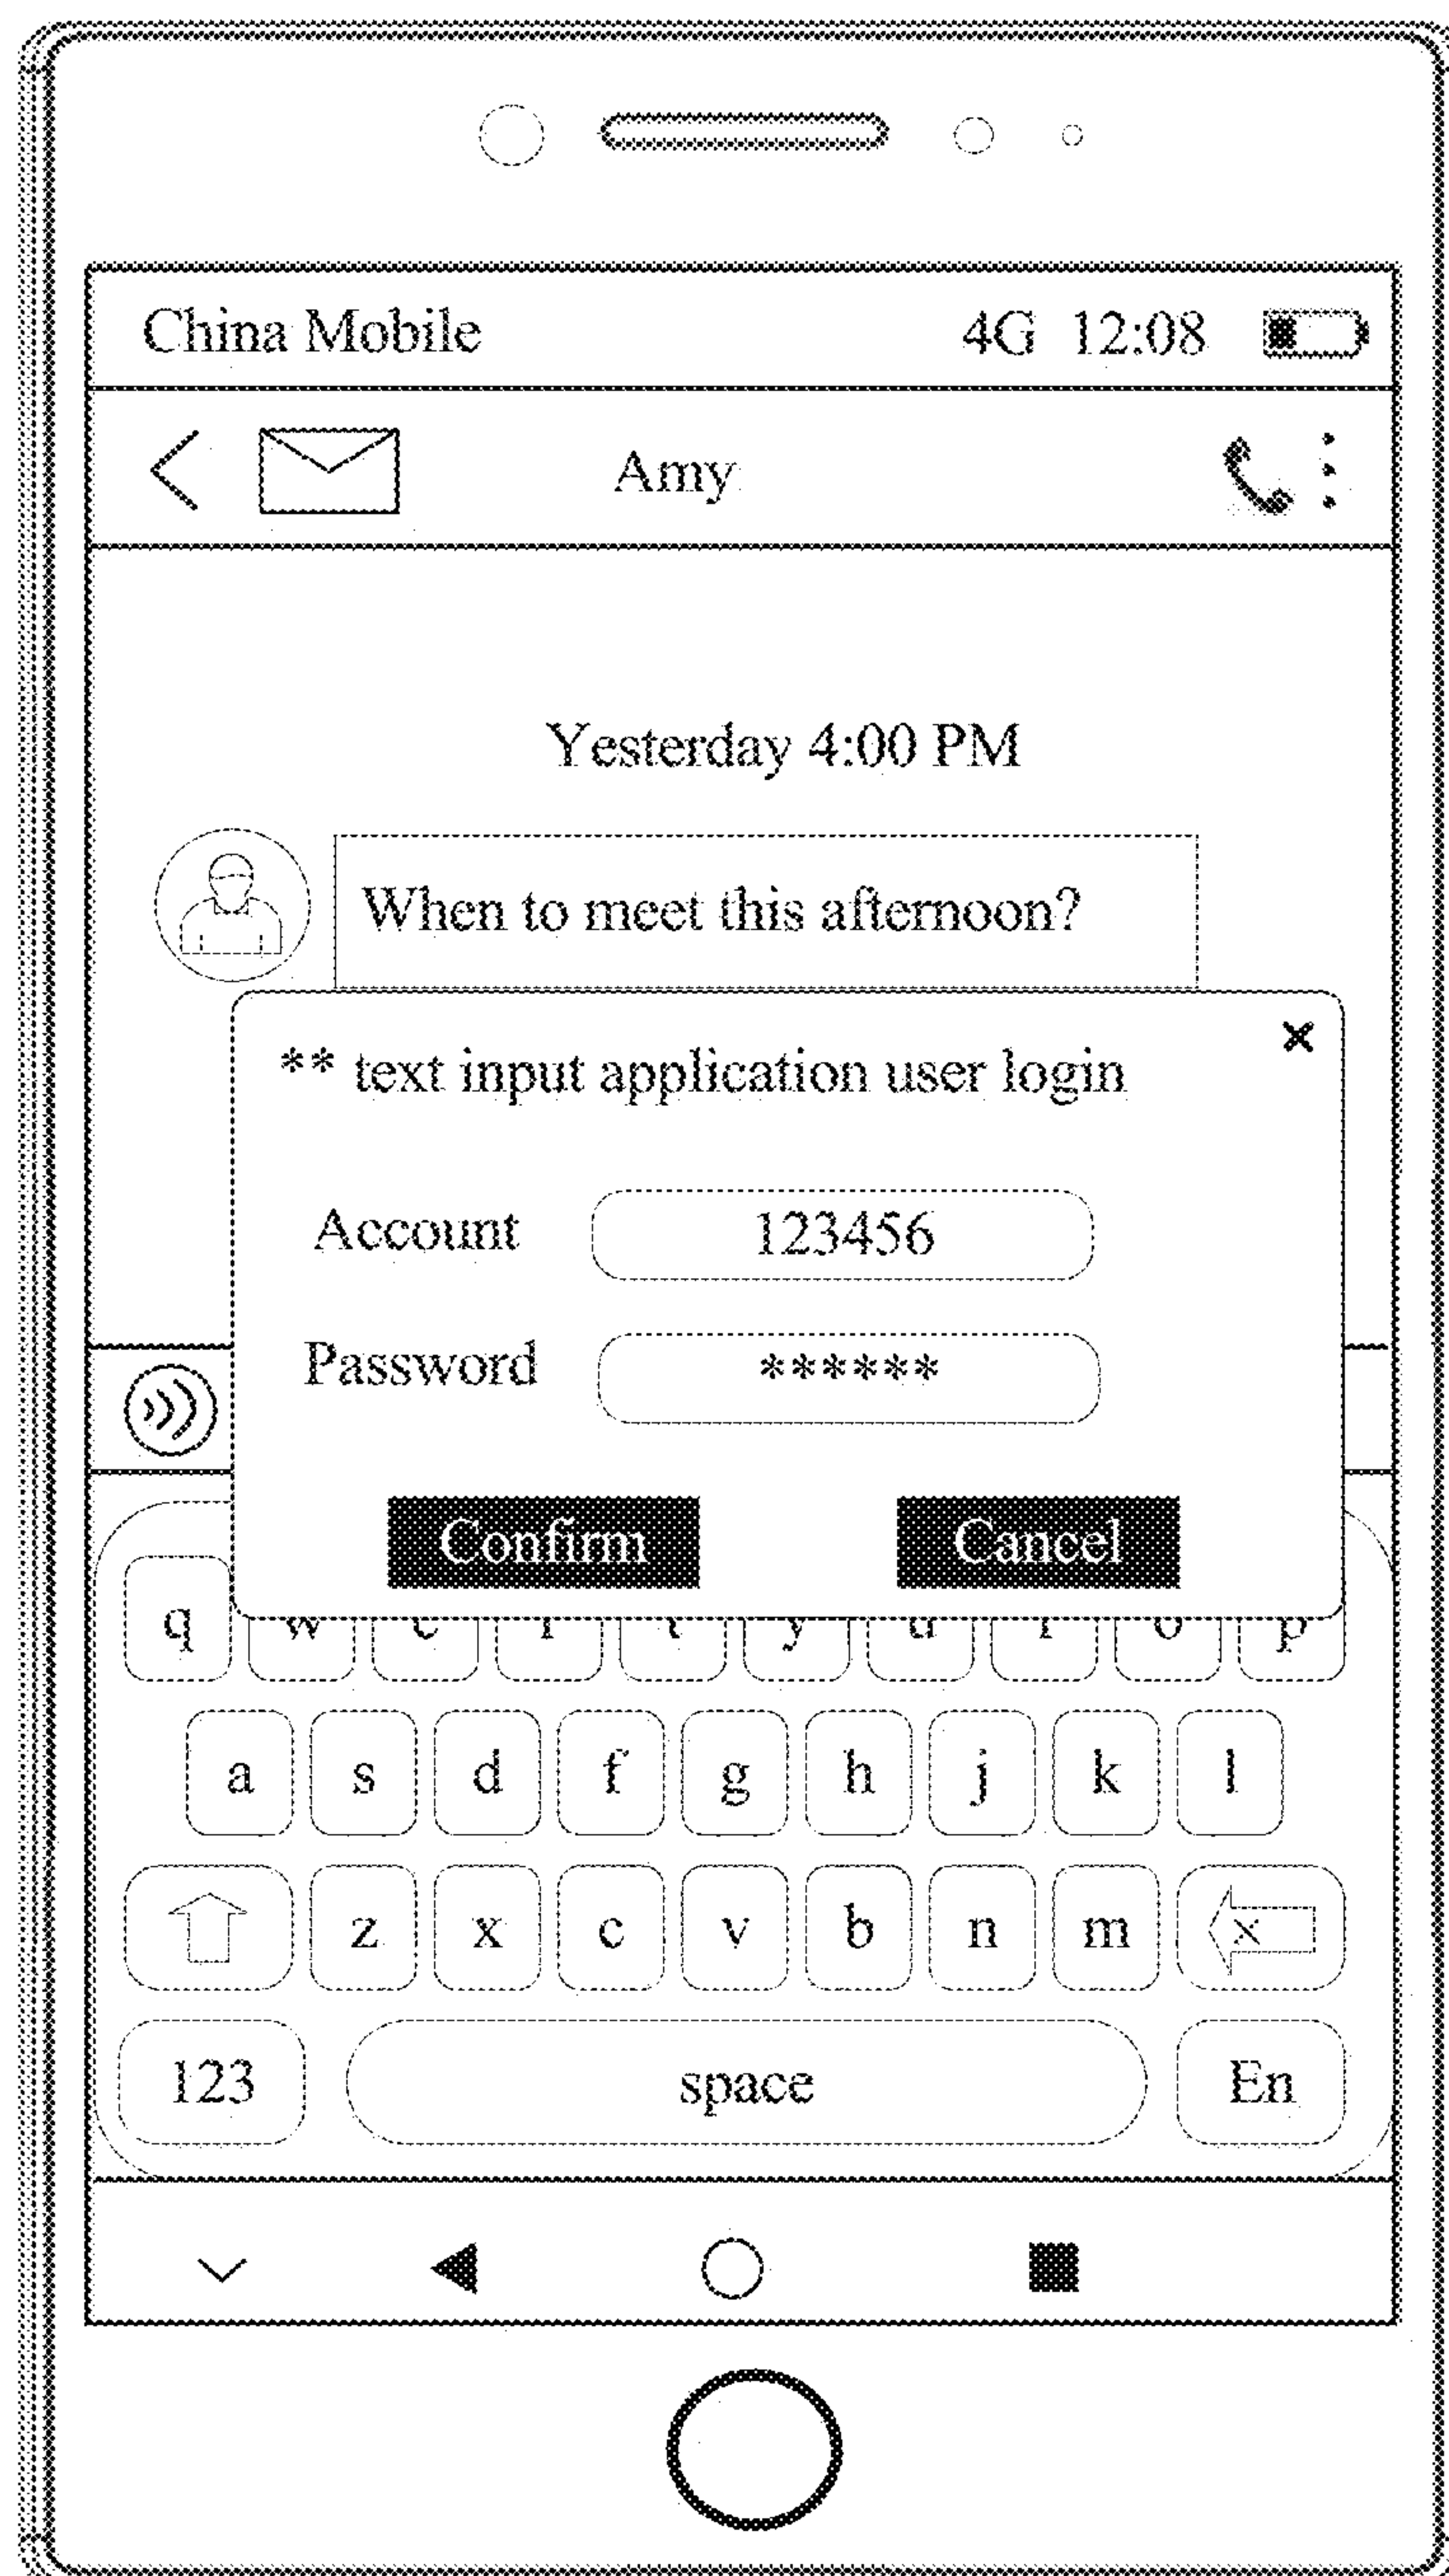 China Mobile 4G 12:08
Amy
Yesterday 4:00 PM
When to meet this afternoon?
** text input application user login
Account 123456
Password ******
Confirm Cancel
q w e r t y u i o p
a s d f g h j k l
z x c v b n m
123 space En